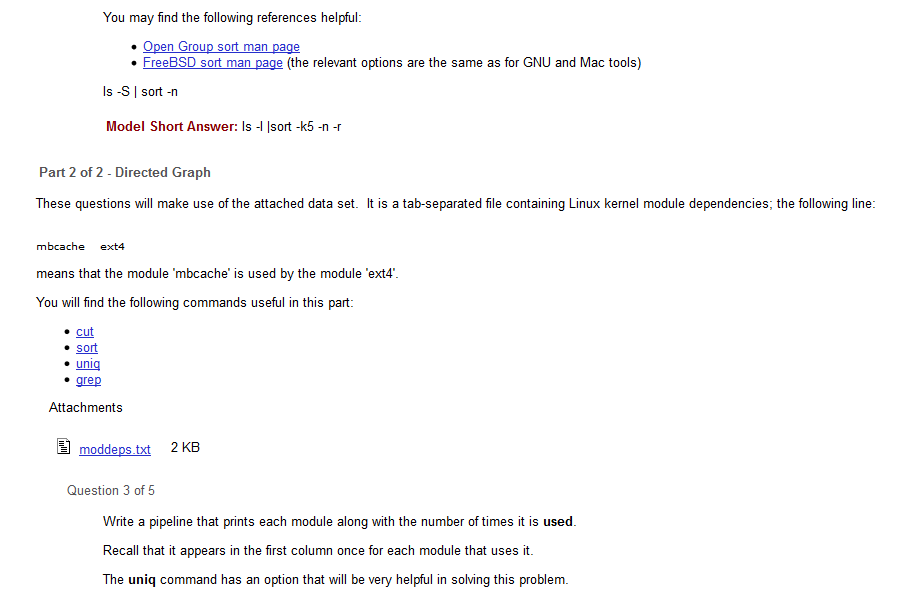 You may find the following references helpful:
• Open Group sort man page
• FreeBSD sort man page (the relevant options are the same as for GNU and Mac tools)
ls -S | sort -n
Model Short Answer: ls -l |sort -k5 -n -r
Part 2 of 2 - Directed Graph
These questions will make use of the attached data set.  It is a tab-separated file containing Linux kernel module dependencies; the following line:
mbcache    ext4
means that the module 'mbcache' is used by the module 'ext4'.
You will find the following commands useful in this part:
• cut
• sort
• uniq
• grep
Attachments
moddeps.txt    2 KB
Question 3 of 5
Write a pipeline that prints each module along with the number of times it is used.
Recall that it appears in the first column once for each module that uses it.
The uniq command has an option that will be very helpful in solving this problem.